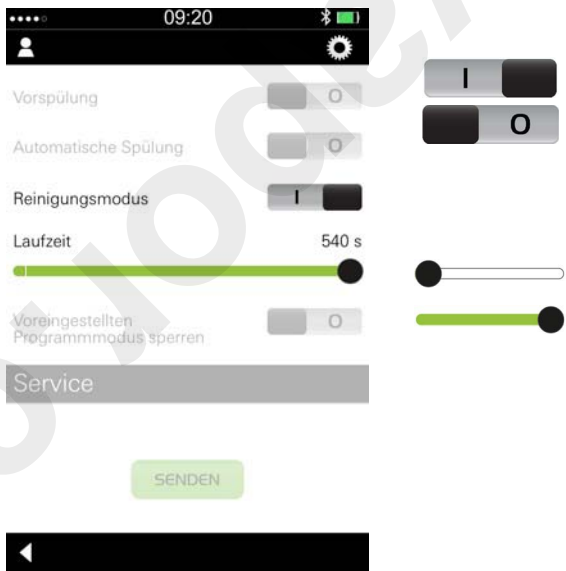 09:20
Vorspülung O
Automatische Spülung O
Reinigungsmodus I
Laufzeit 540 s
Voreingestellten
Programmmodus sperren O
Service
SENDEN
I
O